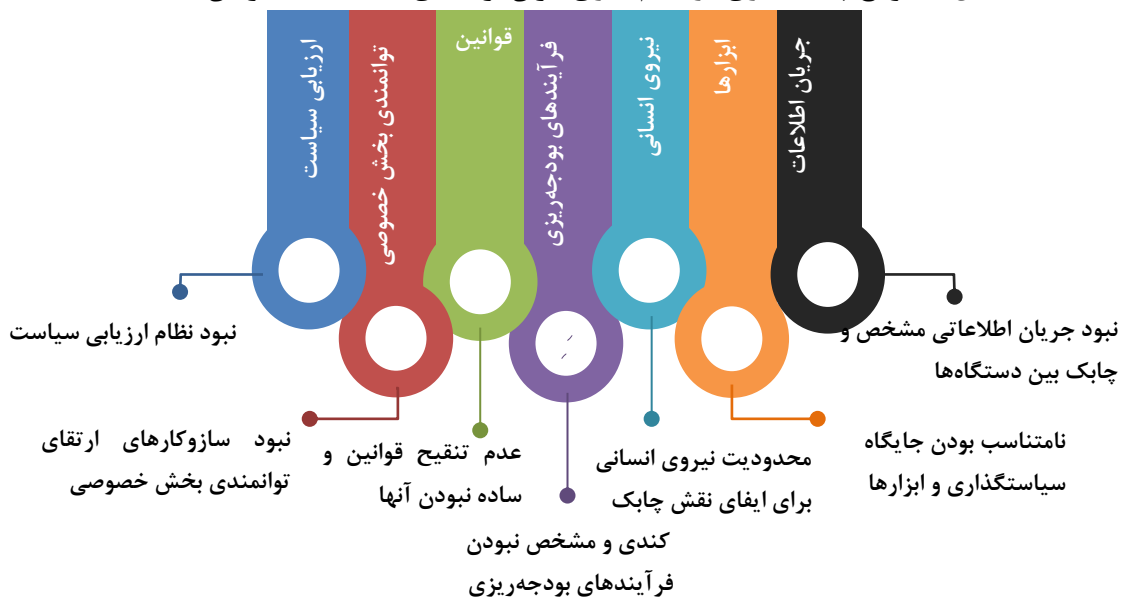 جریان اطلاعات
ابزارها
نیروی انسانی
فرآیندهای بودجه‌ریزی
قوانین
توانمندی بخش خصوصی
ارزیابی سیاست
نبود جریان اطلاعاتی مشخص و
چابک بین دستگاه‌ها
نامتناسب بودن جایگاه
سیاستگذاری و ابزارها
محدودیت نیروی انسانی
برای ایفای نقش چابک
کندی و مشخص نبودن
فرآیندهای بودجه‌ریزی
عدم تنقیح قوانین و
ساده نبودن آنها
نبود سازوکارهای ارتقای
توانمندی بخش خصوصی
نبود نظام ارزیابی سیاست